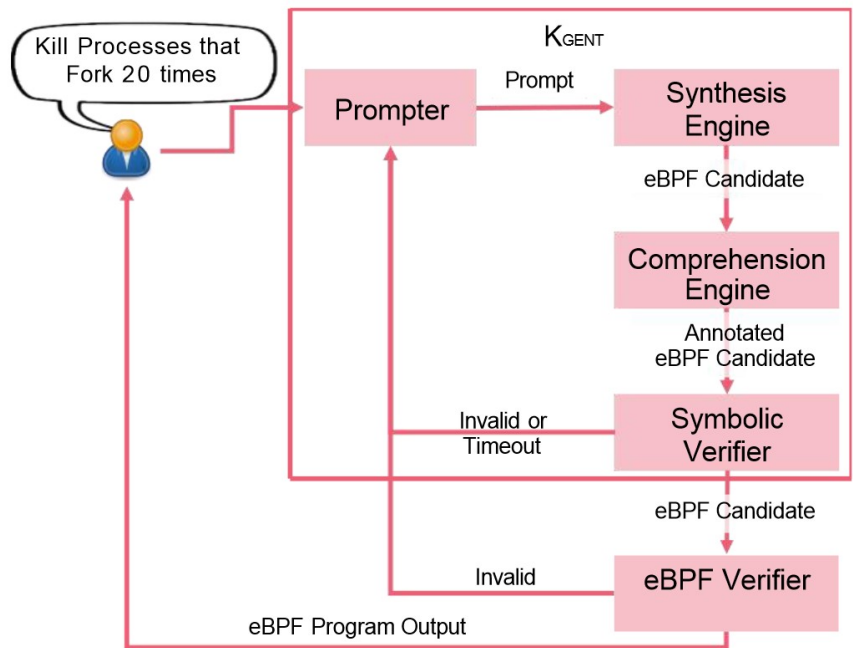 Kill Processes that
Fork 20 times
KGENT
Prompter
Prompt
Synthesis
Engine
eBPF Candidate
Comprehension
Engine
Annotated
eBPF Candidate
Symbolic
Verifier
Invalid or
Timeout
eBPF Candidate
eBPF Verifier
Invalid
eBPF Program Output